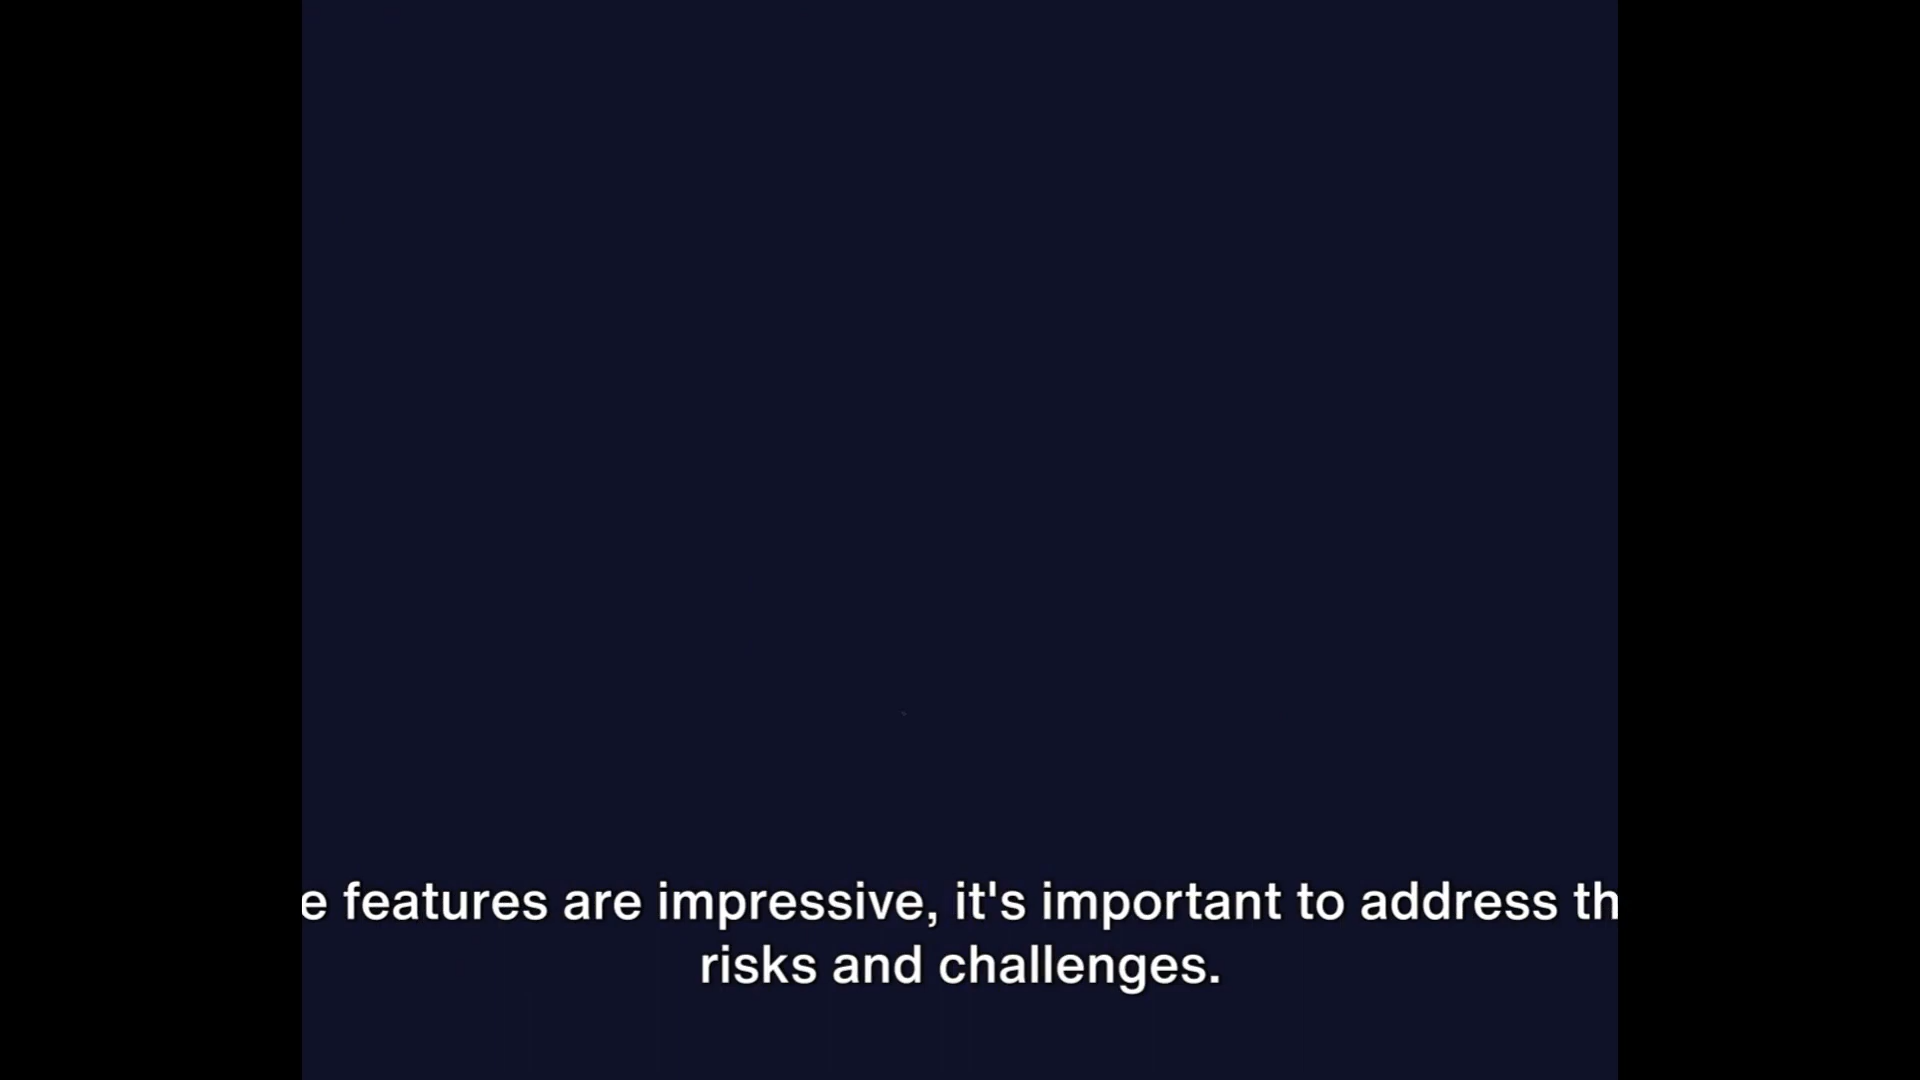 e features are impressive, it's important to address th
risks and challenges.